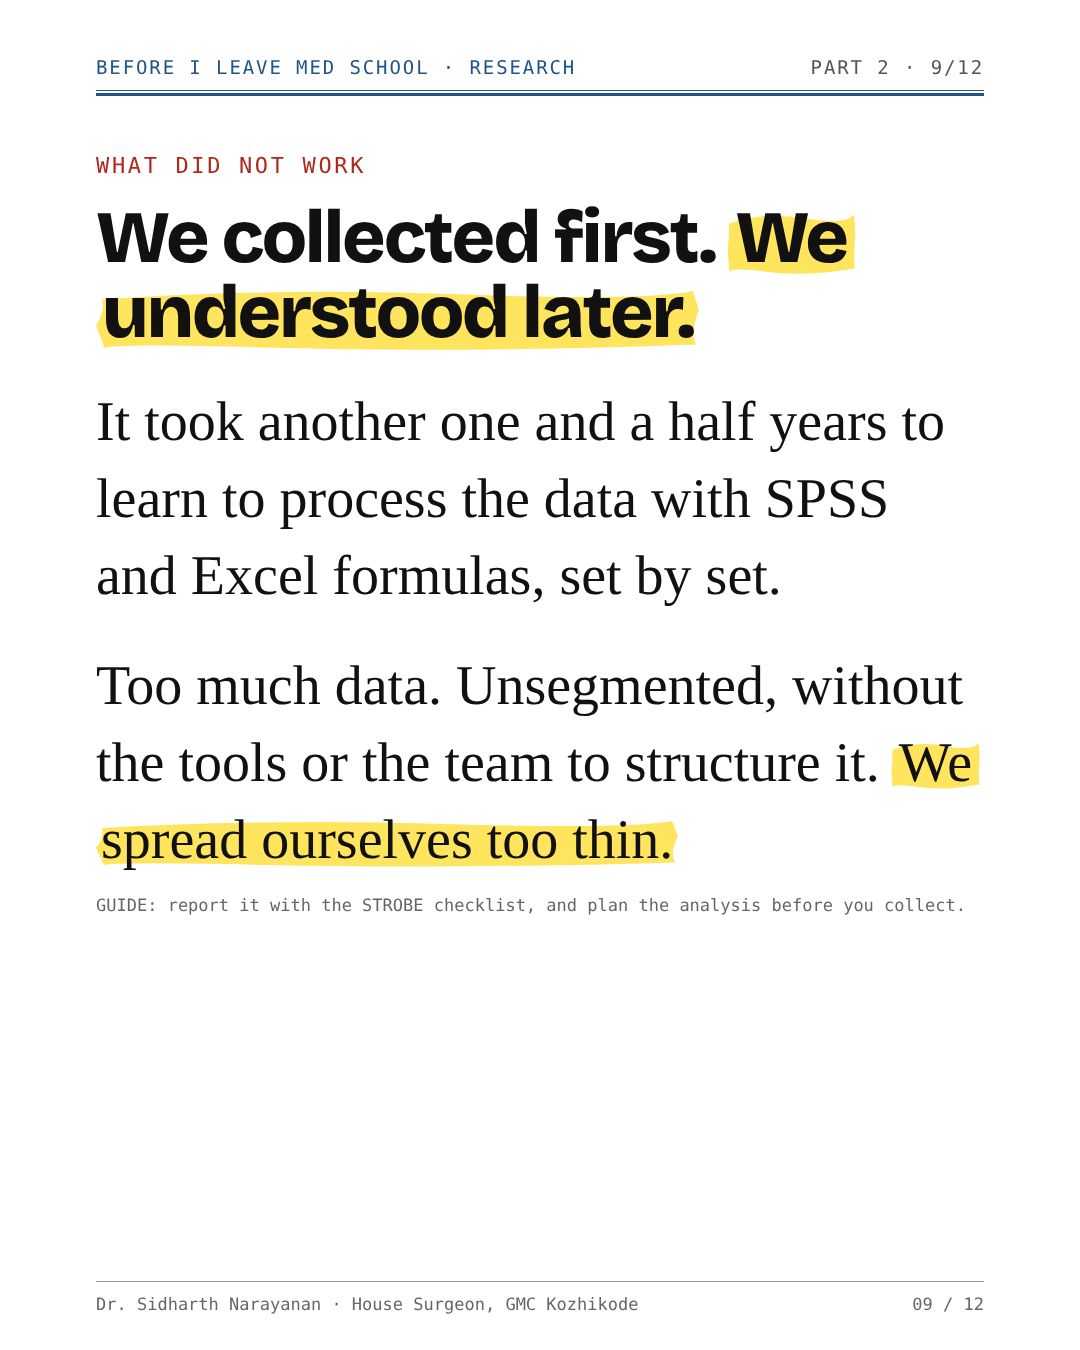 BEFORE I LEAVE MED SCHOOL · RESEARCH
PART 2 · 9/12
WHAT DID NOT WORK
We collected first. We
understood later.
It took another one and a half years to
learn to process the data with SPSS
and Excel formulas, set by set.
Too much data. Unsegmented, without
the tools or the team to structure it. We
spread ourselves too thin.
GUIDE: report it with the STROBE checklist, and plan the analysis before you collect.
Dr. Sidharth Narayanan · House Surgeon, GMC Kozhikode
09 / 12